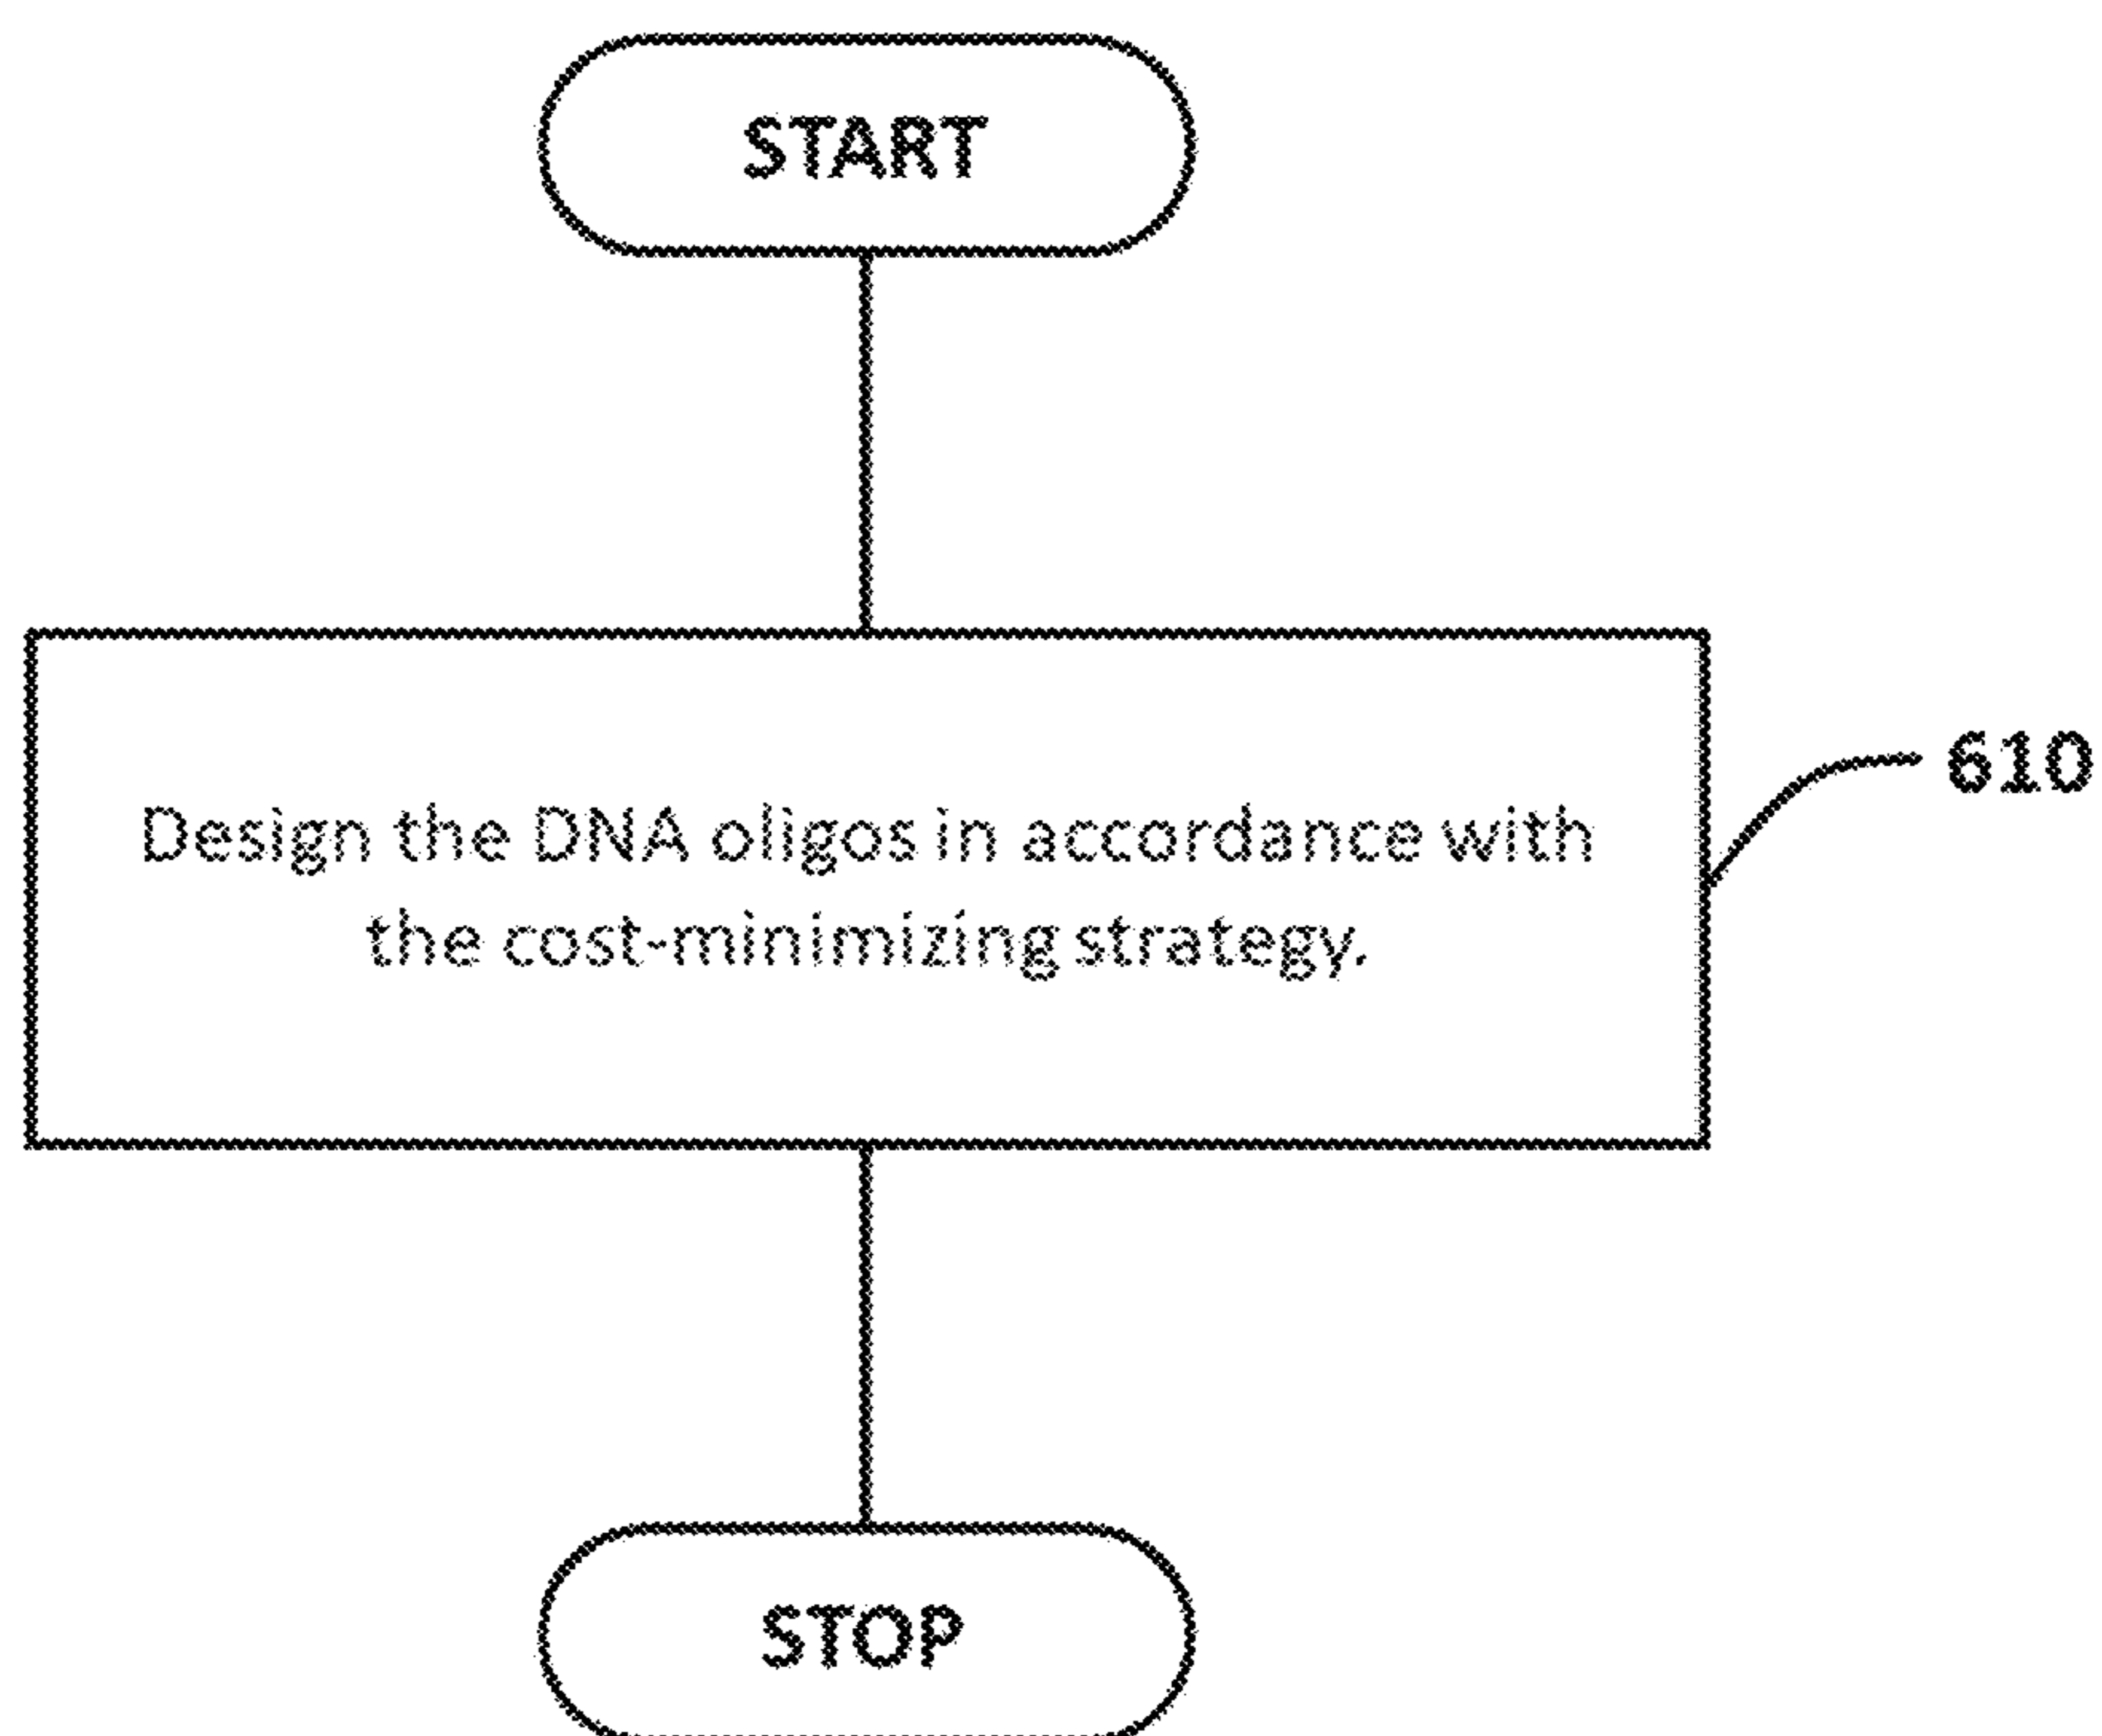 START
610
Design the DNA oligos in accordance with
the cost-minimizing strategy.
STOP